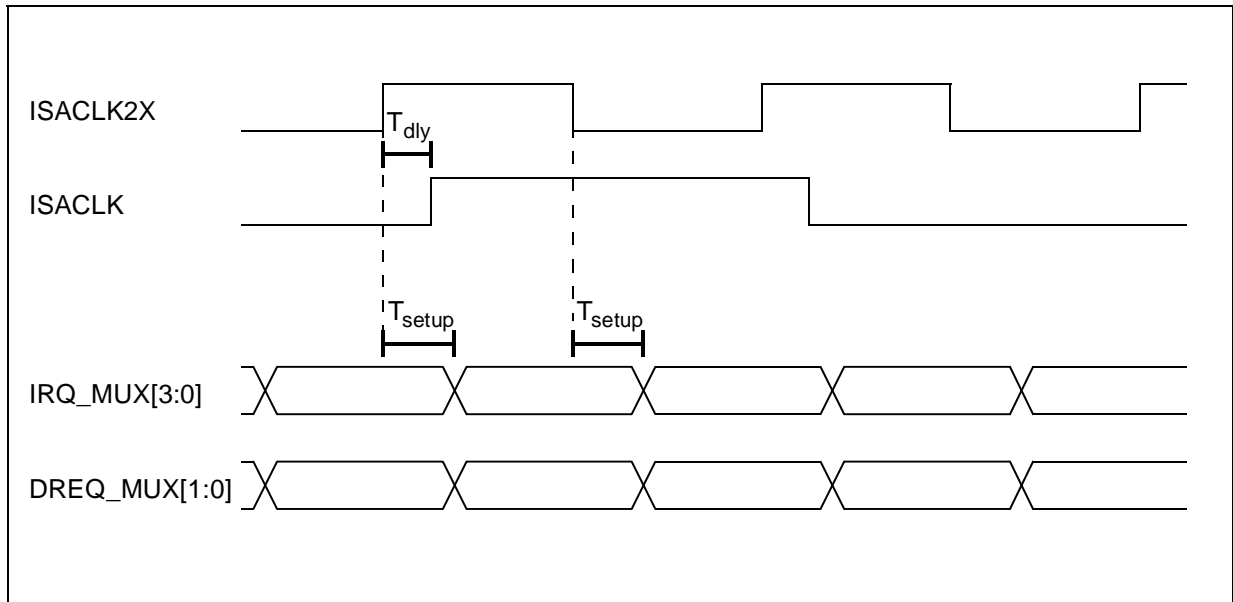 ISACLK2X
Tdly
ISACLK
Tsetup Tsetup
IRQ_MUX[3:0]
DREQ_MUX[1:0]